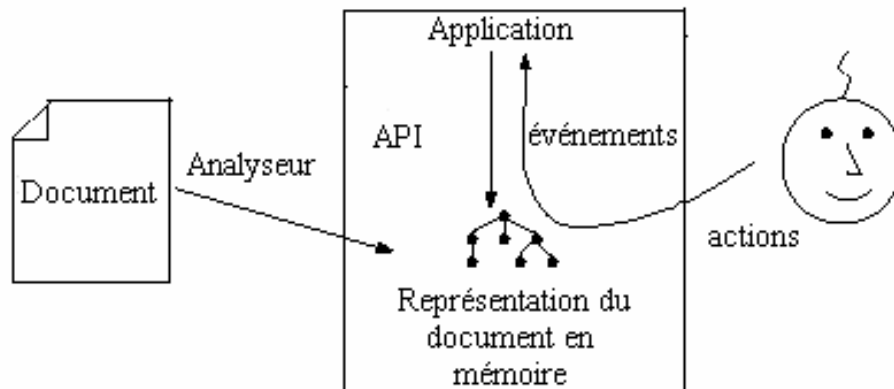 Application
API
événements
Analyseur
Document
actions
Représentation du
document en
mémoire